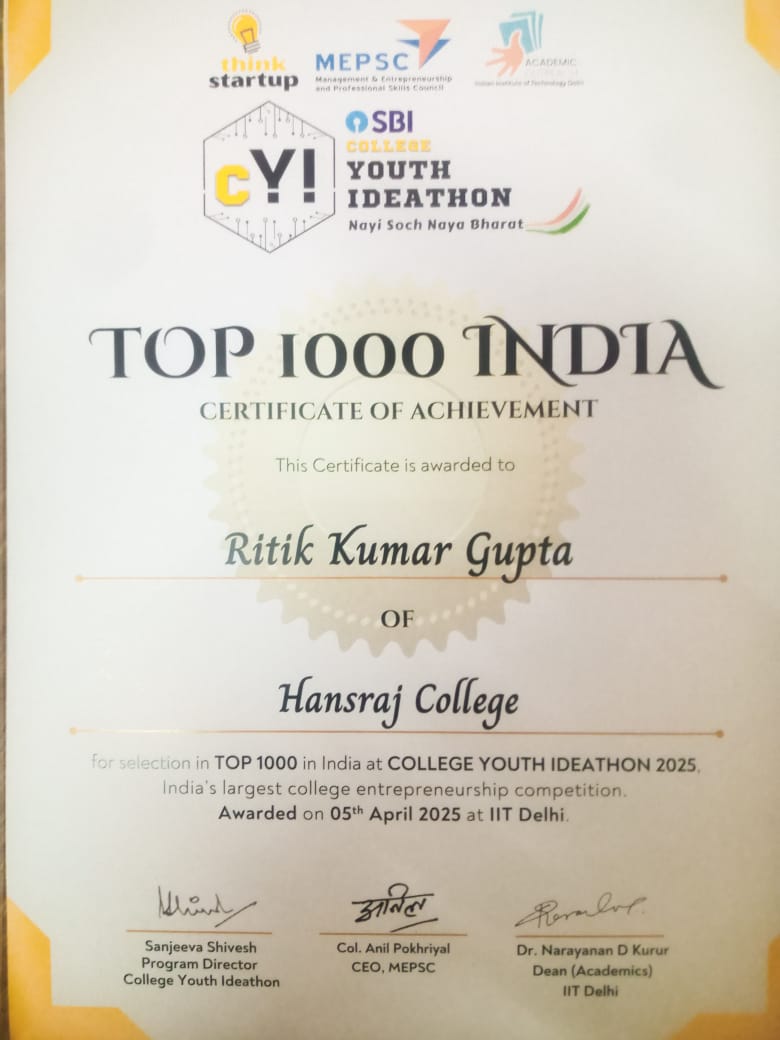 think
startup
MEPSC
Management & Entrepreneurship
and Professional Skills Council
ACADEMIC
Indian Institute of Technology Delhi
CY!
SBI
COLLEGE
YOUTH
IDEATHON
Nayi Soch Naya Bharat
TOP 1000 INDIA
CERTIFICATE OF ACHIEVEMENT
This Certificate is awarded to
Ritik Kumar Gupta
OF
Hansraj College
for selection in TOP 1000 in India at COLLEGE YOUTH IDEATHON 2025,
India's largest college entrepreneurship competition.
Awarded on 05th April 2025 at IIT Delhi.
अनिल
Sanjeeva Shivesh
Program Director
College Youth Ideathon
Col. Anil Pokhriyal
CEO, MEPSC
Dr. Narayanan D Kurur
Dean (Academics)
IIT Delhi